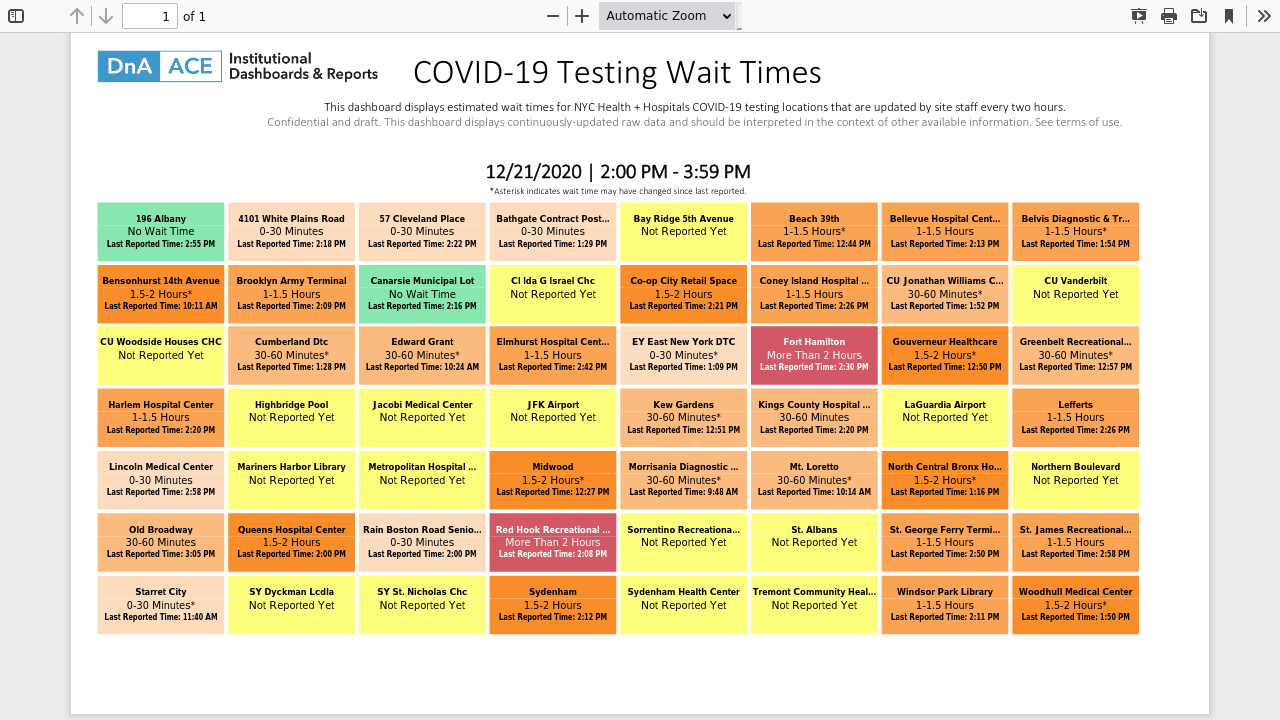 1 of 1 Automatic Zoom
DnA ACE Institutional
Dashboards & Reports
COVID-19 Testing Wait Times
This dashboard displays estimated wait times for NYC Health + Hospitals COVID-19 testing locations that are updated by site staff every two hours.
Confidential and draft. This dashboard displays continuously-updated raw data and should be interpreted in the context of other available information. See terms of use.
12/21/2020 | 2:00 PM - 3:59 PM
*Asterisk indicates wait time may have changed since last reported.
196 Albany
No Wait Time
Last Reported Time: 2:55 PM
4101 White Plains Road
0-30 Minutes
Last Reported Time: 2:18 PM
57 Cleveland Place
0-30 Minutes
Last Reported Time: 2:22 PM
Bathgate Contract Post...
0-30 Minutes
Last Reported Time: 1:29 PM
Bay Ridge 5th Avenue
Not Reported Yet
Beach 39th
1-1.5 Hours*
Last Reported Time: 12:44 PM
Bellevue Hospital Cent...
1-1.5 Hours
Last Reported Time: 2:13 PM
Belvis Diagnostic & Tr...
1-1.5 Hours*
Last Reported Time: 1:54 PM
Bensonhurst 14th Avenue
1.5-2 Hours*
Last Reported Time: 10:11 AM
Brooklyn Army Terminal
1-1.5 Hours
Last Reported Time: 2:09 PM
Canarsie Municipal Lot
No Wait Time
Last Reported Time: 2:16 PM
Cl Ida G Israel Chc
Not Reported Yet
Co-op City Retail Space
1.5-2 Hours
Last Reported Time: 2:21 PM
Coney Island Hospital ...
1-1.5 Hours
Last Reported Time: 2:26 PM
CU Jonathan Williams C...
30-60 Minutes*
Last Reported Time: 1:52 PM
CU Vanderbilt
Not Reported Yet
CU Woodside Houses CHC
Not Reported Yet
Cumberland Dtc
30-60 Minutes*
Last Reported Time: 1:28 PM
Edward Grant
30-60 Minutes*
Last Reported Time: 10:24 AM
Elmhurst Hospital Cent...
1-1.5 Hours
Last Reported Time: 2:42 PM
EY East New York DTC
0-30 Minutes*
Last Reported Time: 1:09 PM
Fort Hamilton
More Than 2 Hours
Last Reported Time: 2:30 PM
Gouverneur Healthcare
1.5-2 Hours*
Last Reported Time: 12:50 PM
Greenbelt Recreational...
30-60 Minutes*
Last Reported Time: 12:57 PM
Harlem Hospital Center
1-1.5 Hours
Last Reported Time: 2:20 PM
Highbridge Pool
Not Reported Yet
Jacobi Medical Center
Not Reported Yet
JFK Airport
Not Reported Yet
Kew Gardens
30-60 Minutes*
Last Reported Time: 12:51 PM
Kings County Hospital ...
30-60 Minutes
Last Reported Time: 2:20 PM
LaGuardia Airport
Not Reported Yet
Lefferts
1-1.5 Hours
Last Reported Time: 2:26 PM
Lincoln Medical Center
0-30 Minutes
Last Reported Time: 2:58 PM
Mariners Harbor Library
Not Reported Yet
Metropolitan Hospital ...
Not Reported Yet
Midwood
1.5-2 Hours*
Last Reported Time: 12:27 PM
Morrisania Diagnostic ...
30-60 Minutes*
Last Reported Time: 9:48 AM
Mt. Loretto
30-60 Minutes*
Last Reported Time: 10:14 AM
North Central Bronx Ho...
1.5-2 Hours*
Last Reported Time: 1:16 PM
Northern Boulevard
Not Reported Yet
Old Broadway
30-60 Minutes
Last Reported Time: 3:05 PM
Queens Hospital Center
1.5-2 Hours
Last Reported Time: 2:00 PM
Rain Boston Road Senio...
0-30 Minutes
Last Reported Time: 2:00 PM
Red Hook Recreational ...
More Than 2 Hours
Last Reported Time: 2:08 PM
Sorrentino Recreationa...
Not Reported Yet
St. Albans
Not Reported Yet
St. George Ferry Termi...
1-1.5 Hours
Last Reported Time: 2:50 PM
St. James Recreational...
1-1.5 Hours
Last Reported Time: 2:58 PM
Starret City
0-30 Minutes*
Last Reported Time: 11:40 AM
SY Dyckman Lcdla
Not Reported Yet
SY St. Nicholas Chc
Not Reported Yet
Sydenham
1.5-2 Hours
Last Reported Time: 2:12 PM
Sydenham Health Center
Not Reported Yet
Tremont Community Heal...
Not Reported Yet
Windsor Park Library
1-1.5 Hours
Last Reported Time: 2:11 PM
Woodhull Medical Center
1.5-2 Hours*
Last Reported Time: 1:50 PM